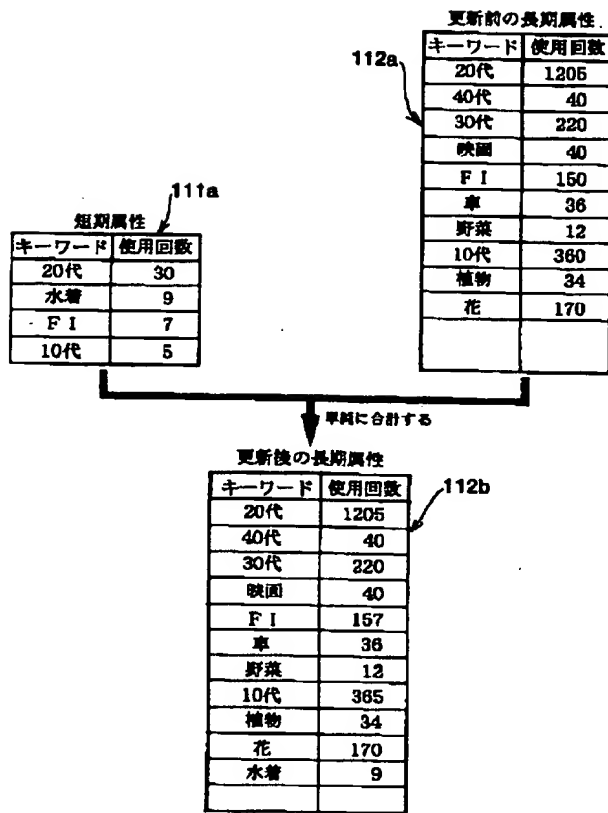 更新前の長期属性
112a
キーワード 使用回数
20代 1205
40代 40
30代 220
映画 40
FI 150
車 36
野菜 12
10代 360
植物 34
花 170
111a
短期属性
キーワード 使用回数
20代 30
水着 9
FI 7
10代 5
単純に合計する
更新後の長期属性
112b
キーワード 使用回数
20代 1205
40代 40
30代 220
映画 40
FI 157
車 36
野菜 12
10代 365
植物 34
花 170
水着 9